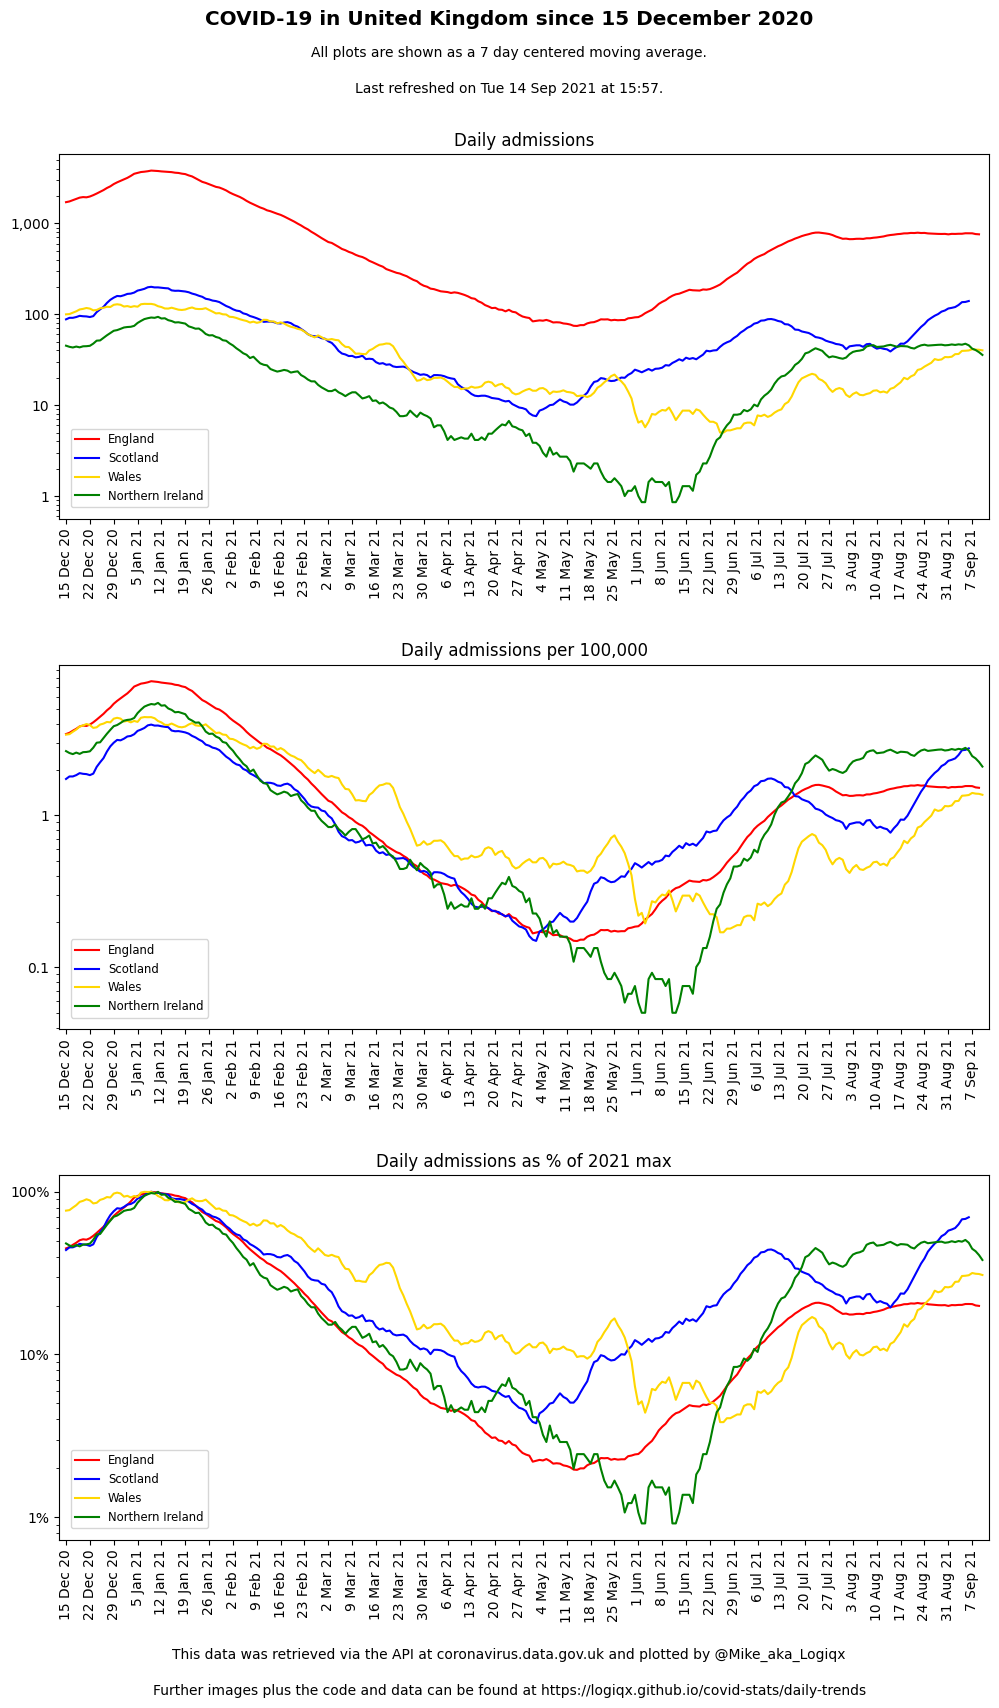 COVID-19 in United Kingdom since 15 December 2020
All plots are shown as a 7 day centered moving average.
Last refreshed on Tue 14 Sep 2021 at 15:57.
Daily admissions
1,000
100
10
1
England
Scotland
Wales
Northern Ireland
15 Dec 20
22 Dec 20
29 Dec 20
5 Jan 21
12 Jan 21
19 Jan 21
26 Jan 21
2 Feb 21
9 Feb 21
16 Feb 21
23 Feb 21
2 Mar 21
9 Mar 21
16 Mar 21
23 Mar 21
30 Mar 21
6 Apr 21
13 Apr 21
20 Apr 21
27 Apr 21
4 May 21
11 May 21
18 May 21
25 May 21
1 Jun 21
8 Jun 21
15 Jun 21
22 Jun 21
29 Jun 21
6 Jul 21
13 Jul 21
20 Jul 21
27 Jul 21
3 Aug 21
10 Aug 21
17 Aug 21
24 Aug 21
31 Aug 21
7 Sep 21
Daily admissions per 100,000
1
0.1
England
Scotland
Wales
Northern Ireland
15 Dec 20
22 Dec 20
29 Dec 20
5 Jan 21
12 Jan 21
19 Jan 21
26 Jan 21
2 Feb 21
9 Feb 21
16 Feb 21
23 Feb 21
2 Mar 21
9 Mar 21
16 Mar 21
23 Mar 21
30 Mar 21
6 Apr 21
13 Apr 21
20 Apr 21
27 Apr 21
4 May 21
11 May 21
18 May 21
25 May 21
1 Jun 21
8 Jun 21
15 Jun 21
22 Jun 21
29 Jun 21
6 Jul 21
13 Jul 21
20 Jul 21
27 Jul 21
3 Aug 21
10 Aug 21
17 Aug 21
24 Aug 21
31 Aug 21
7 Sep 21
Daily admissions as % of 2021 max
100%
10%
1%
England
Scotland
Wales
Northern Ireland
15 Dec 20
22 Dec 20
29 Dec 20
5 Jan 21
12 Jan 21
19 Jan 21
26 Jan 21
2 Feb 21
9 Feb 21
16 Feb 21
23 Feb 21
2 Mar 21
9 Mar 21
16 Mar 21
23 Mar 21
30 Mar 21
6 Apr 21
13 Apr 21
20 Apr 21
27 Apr 21
4 May 21
11 May 21
18 May 21
25 May 21
1 Jun 21
8 Jun 21
15 Jun 21
22 Jun 21
29 Jun 21
6 Jul 21
13 Jul 21
20 Jul 21
27 Jul 21
3 Aug 21
10 Aug 21
17 Aug 21
24 Aug 21
31 Aug 21
7 Sep 21
This data was retrieved via the API at coronavirus.data.gov.uk and plotted by @Mike_aka_Logiqx
Further images plus the code and data can be found at https://logiqx.github.io/covid-stats/daily-trends